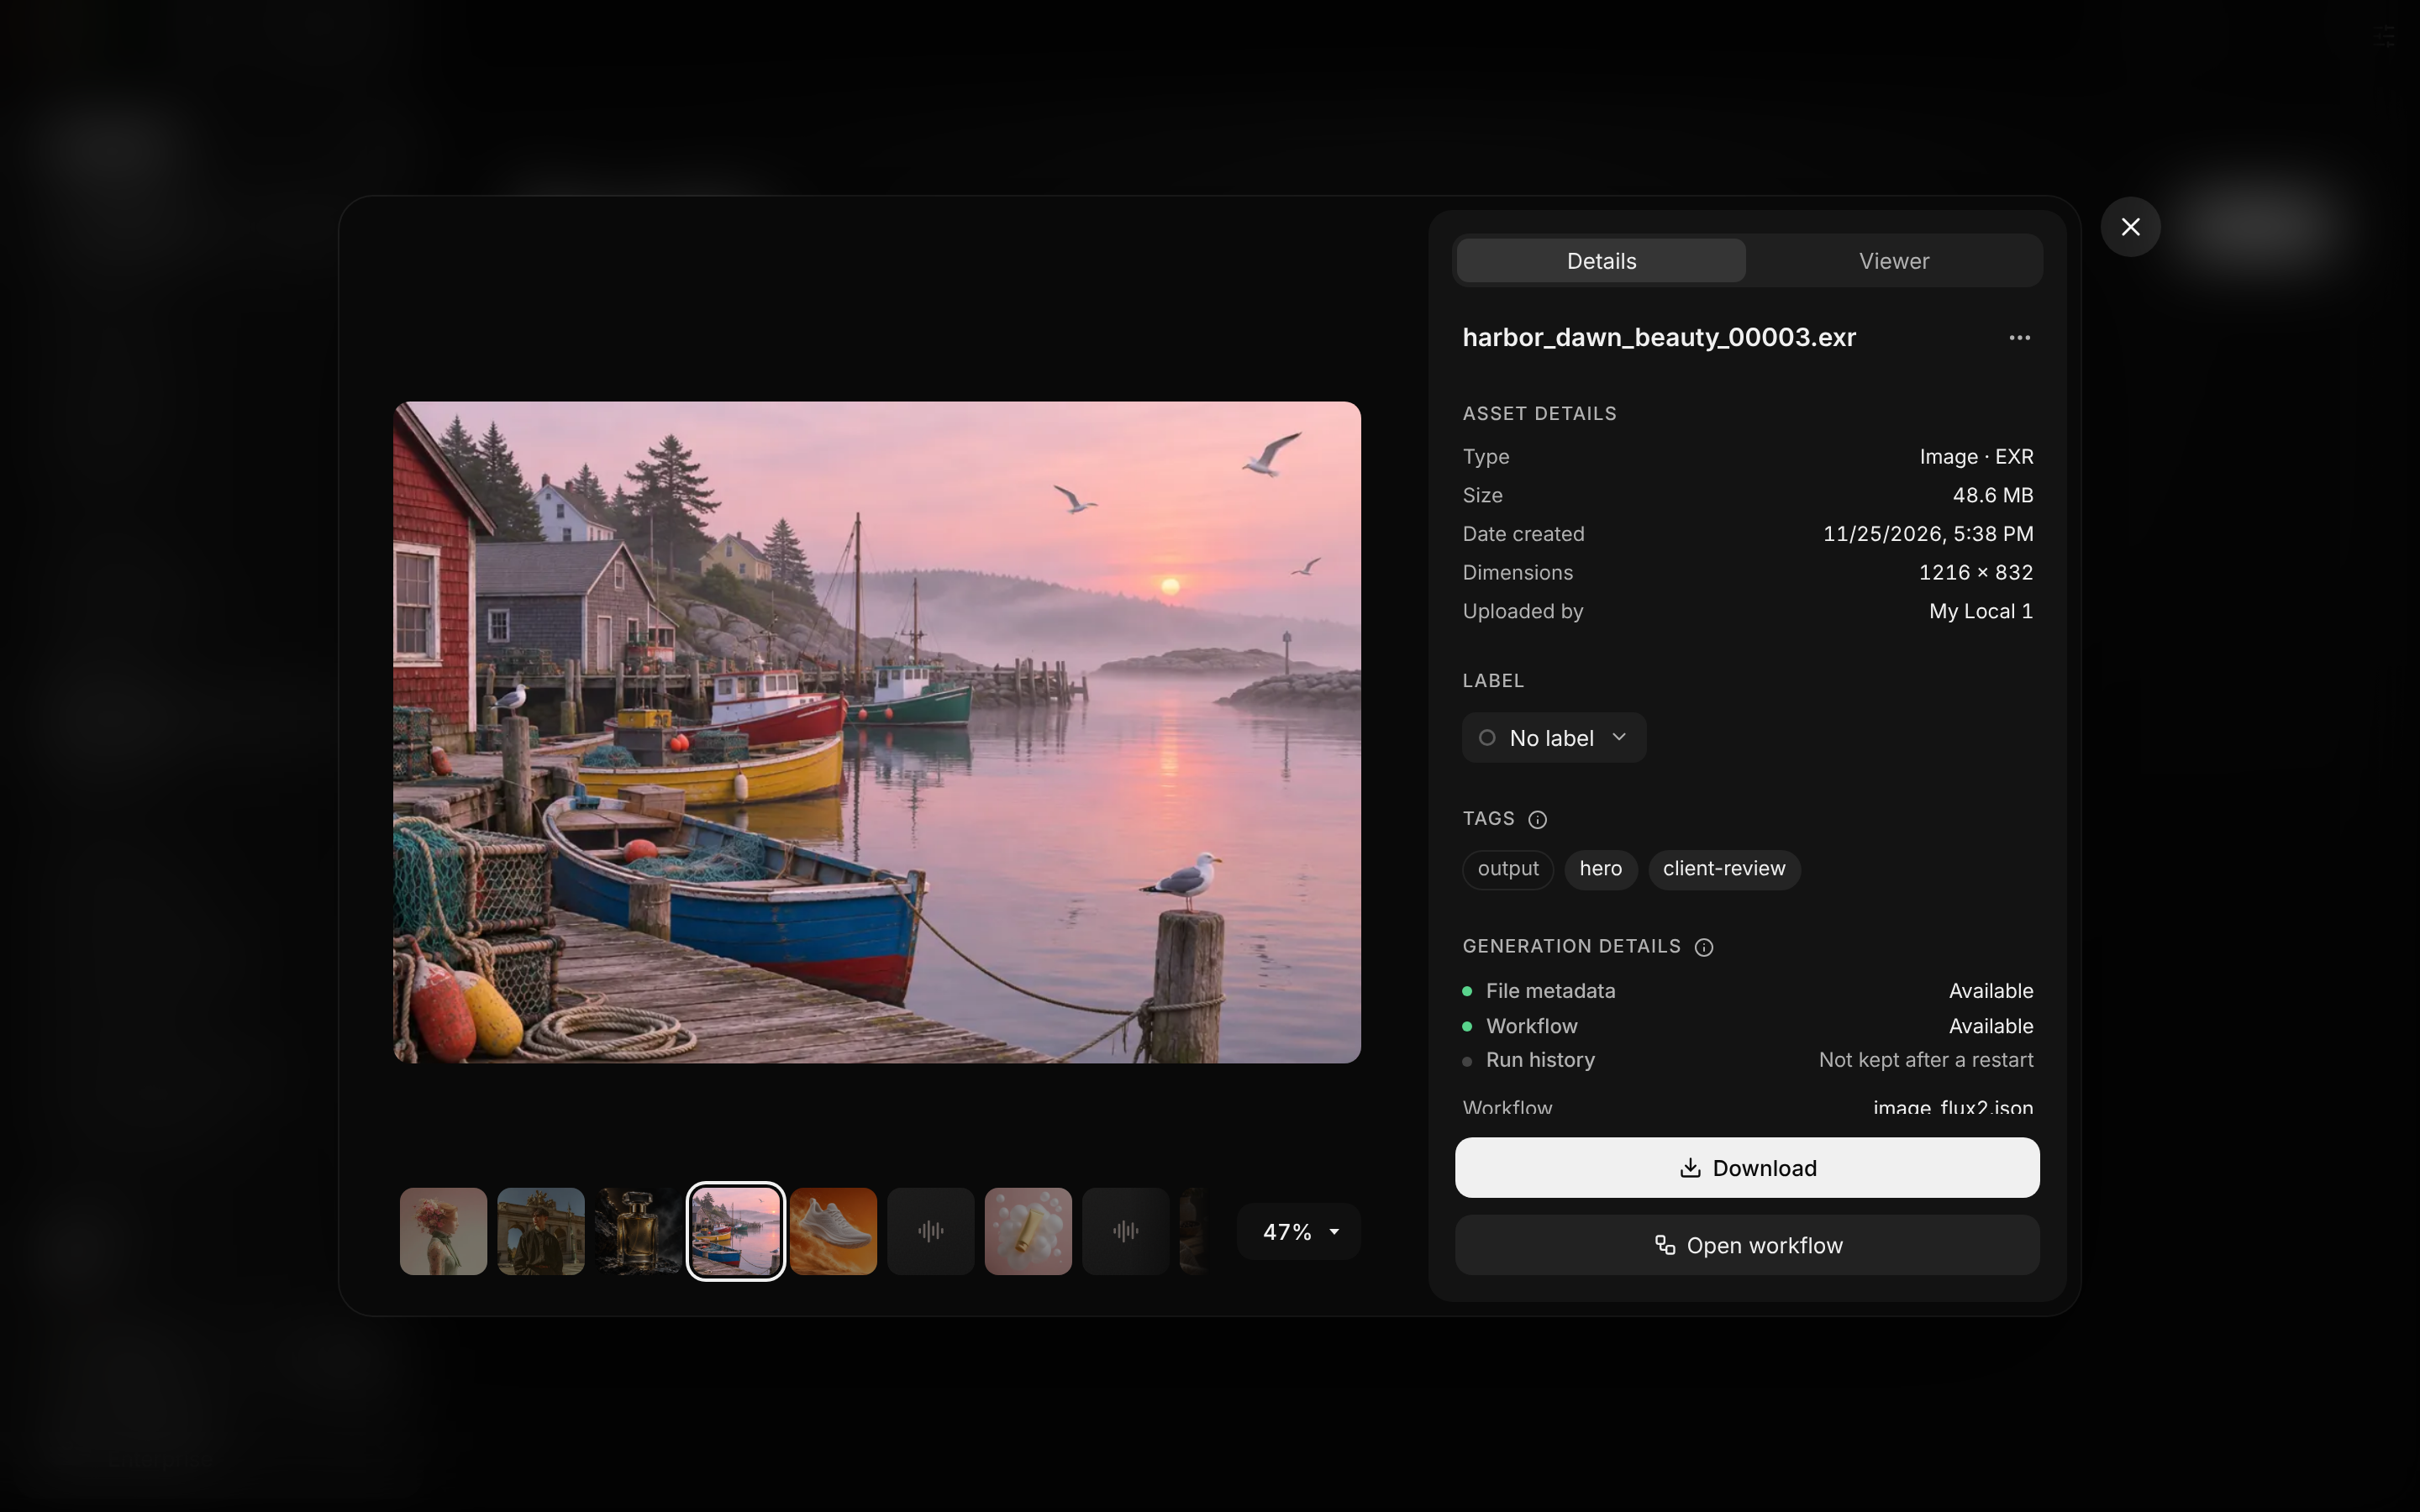 Details
Viewer
harbor_dawn_beauty_00003.exr
ASSET DETAILS
Type
Image · EXR
Size
48.6 MB
Date created
11/25/2026, 5:38 PM
Dimensions
1216 × 832
Uploaded by
My Local 1
LABEL
No label
TAGS
output
hero
client-review
GENERATION DETAILS
File metadata
Available
Workflow
Available
Run history
Not kept after a restart
Workflow
image_flux2.json
Download
47%
Open workflow